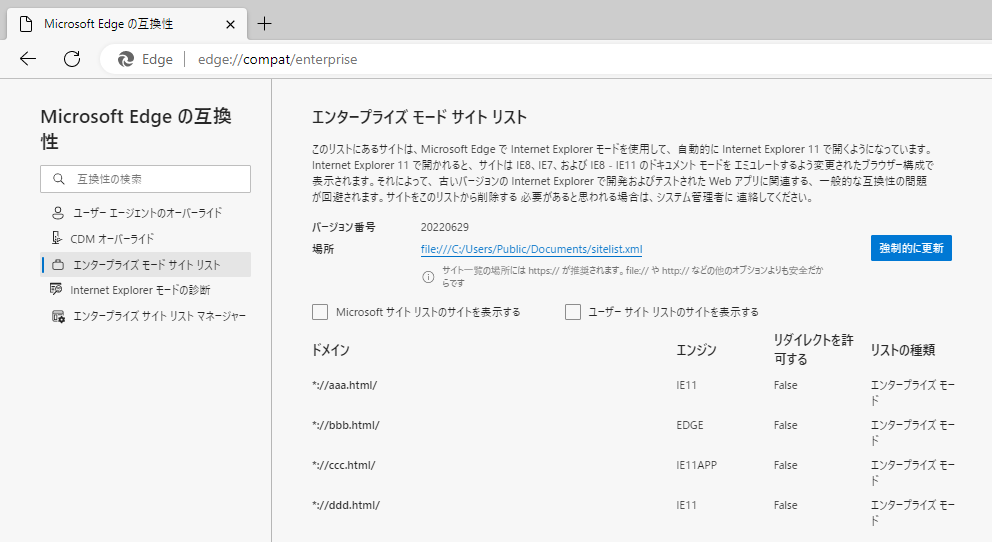 Microsoft Edge の互換性
Edge
edge://compat/enterprise
Microsoft Edge の互換
性
互換性の検索
ユーザー エージェントのオーバーライド
CDM オーバーライド
エンタープライズ モード サイト リスト
Internet Explorer モードの診断
エンタープライズ サイト リスト マネージャー
エンタープライズ モード サイト リスト
このリストにあるサイトは、Microsoft Edge で Internet Explorer モードを使用して、自動的に Internet Explorer 11 で開くようになっています。
Internet Explorer 11 で開かれると、サイトは IE8、IE7、および IE8 - IE11 のドキュメント モードを エミュレートするよう変更されたブラウザー構成で
表示されます。それによって、古いバージョンの Internet Explorer で開発およびテストされた Web アプリに関連する、一般的な互換性の問題
が回避されます。サイトをこのリストから削除する 必要があると思われる場合は、システム管理者に 連絡してください。
バージョン番号 20220629
場所 file:///C:/Users/Public/Documents/sitelist.xml
強制的に更新
サイト一覧の場所には https:// が推奨されます。file:// や http:// などの他のオプションよりも安全だか
らです
Microsoft サイト リストのサイトを表示する
ユーザー サイト リストのサイトを表示する
ドメイン エンジン リダイレクトを許
可する リストの種類
*://aaa.html/ IE11 False エンタープライズ モー
ド
*://bbb.html/ EDGE False エンタープライズ モー
ド
*://ccc.html/ IE11APP False エンタープライズ モー
ド
*://ddd.html/ IE11 False エンタープライズ モー
ド